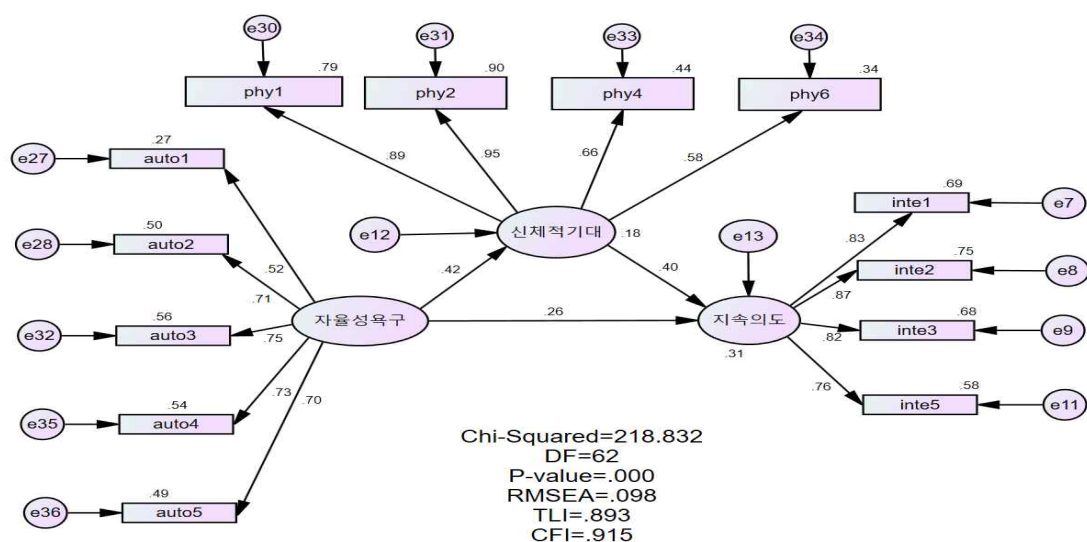 e30
e31
e33
e34
.79
.90
.44
.34
phy1
phy2
phy4
phy6
.89
.95
.66
.58
e27
.27
auto1
e28
.50
auto2
.52
.71
e32
.56
auto3
.75
e35
.54
auto4
.73
.70
e36
.49
auto5
e12
신체적기대
.18
.42
.40
자율성욕구
.26
e13
지속의도
.31
.69
inte1
e7
.83
.75
inte2
e8
.87
.68
inte3
e9
.82
.58
inte5
e11
.76
Chi-Squared=218.832
DF=62
P-value=.000
RMSEA=.098
TLI=.893
CFI=.915